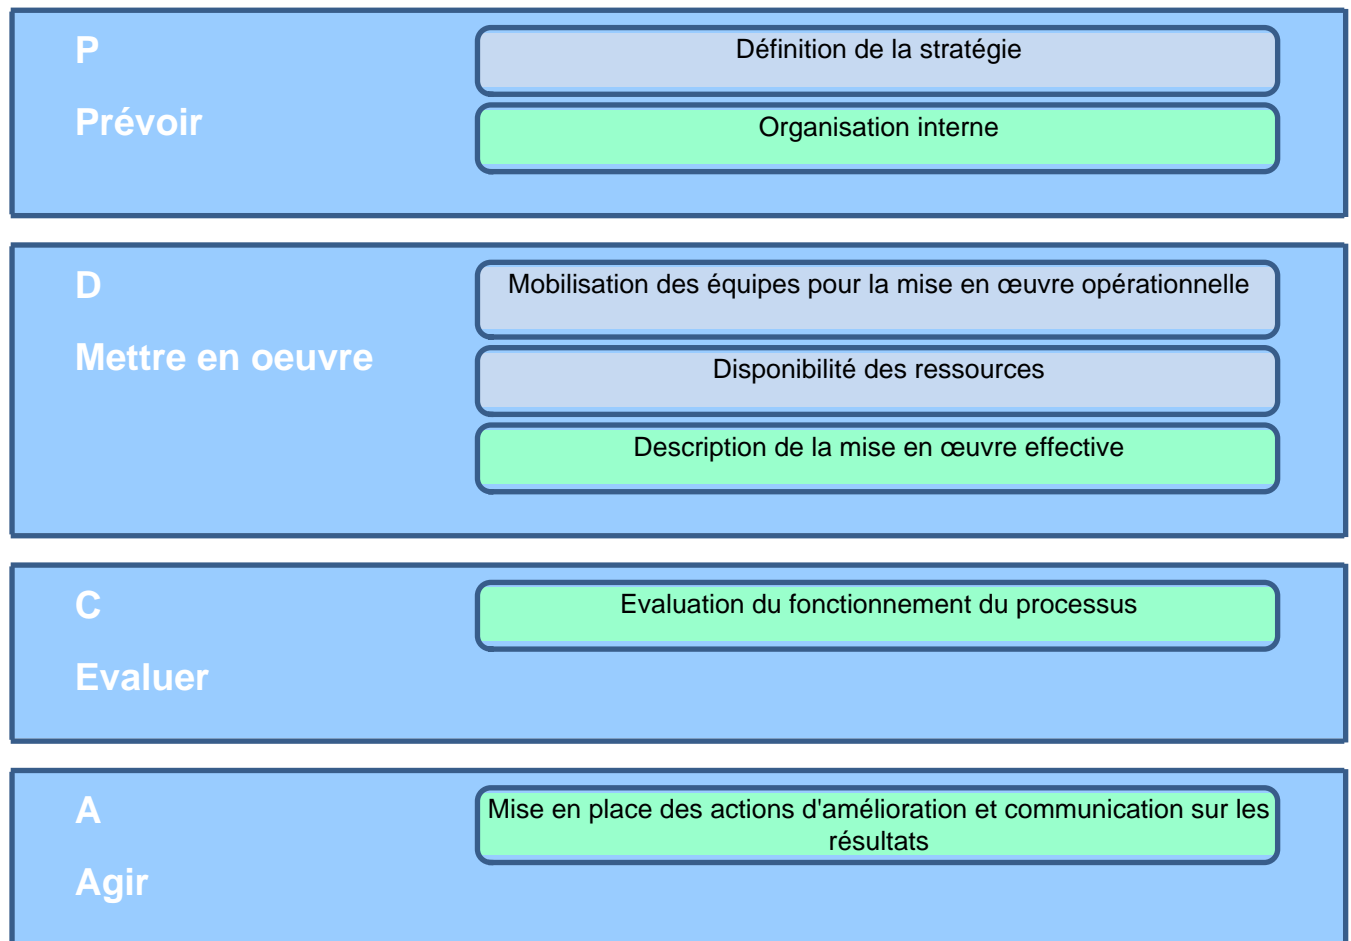 P
Prévoir
Définition de la stratégie
Organisation interne
D
Mettre en oeuvre
Mobilisation des équipes pour la mise en œuvre opérationnelle
Disponibilité des ressources
Description de la mise en œuvre effective
C
Evaluer
Evaluation du fonctionnement du processus
A
Agir
Mise en place des actions d'amélioration et communication sur les
résultats